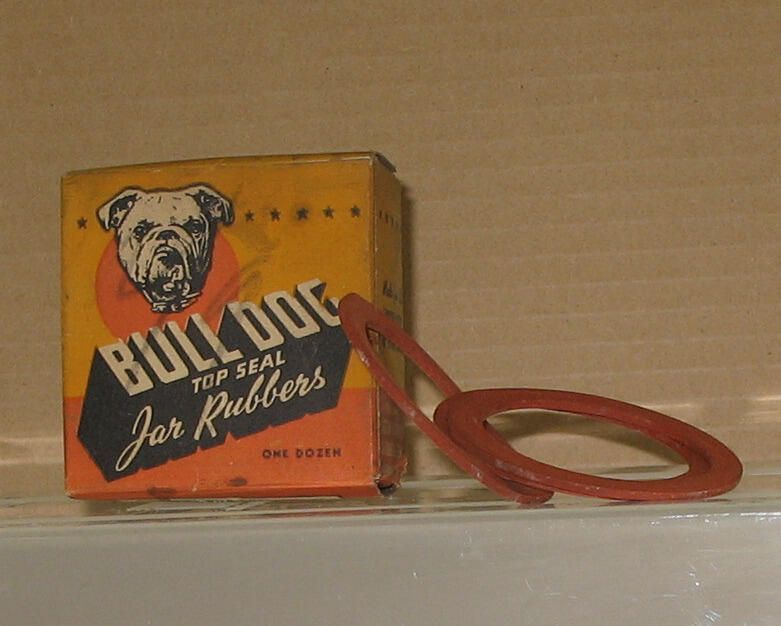 BULL DOG
TOP SEAL
Jar Rubbers
ONE DOZEN